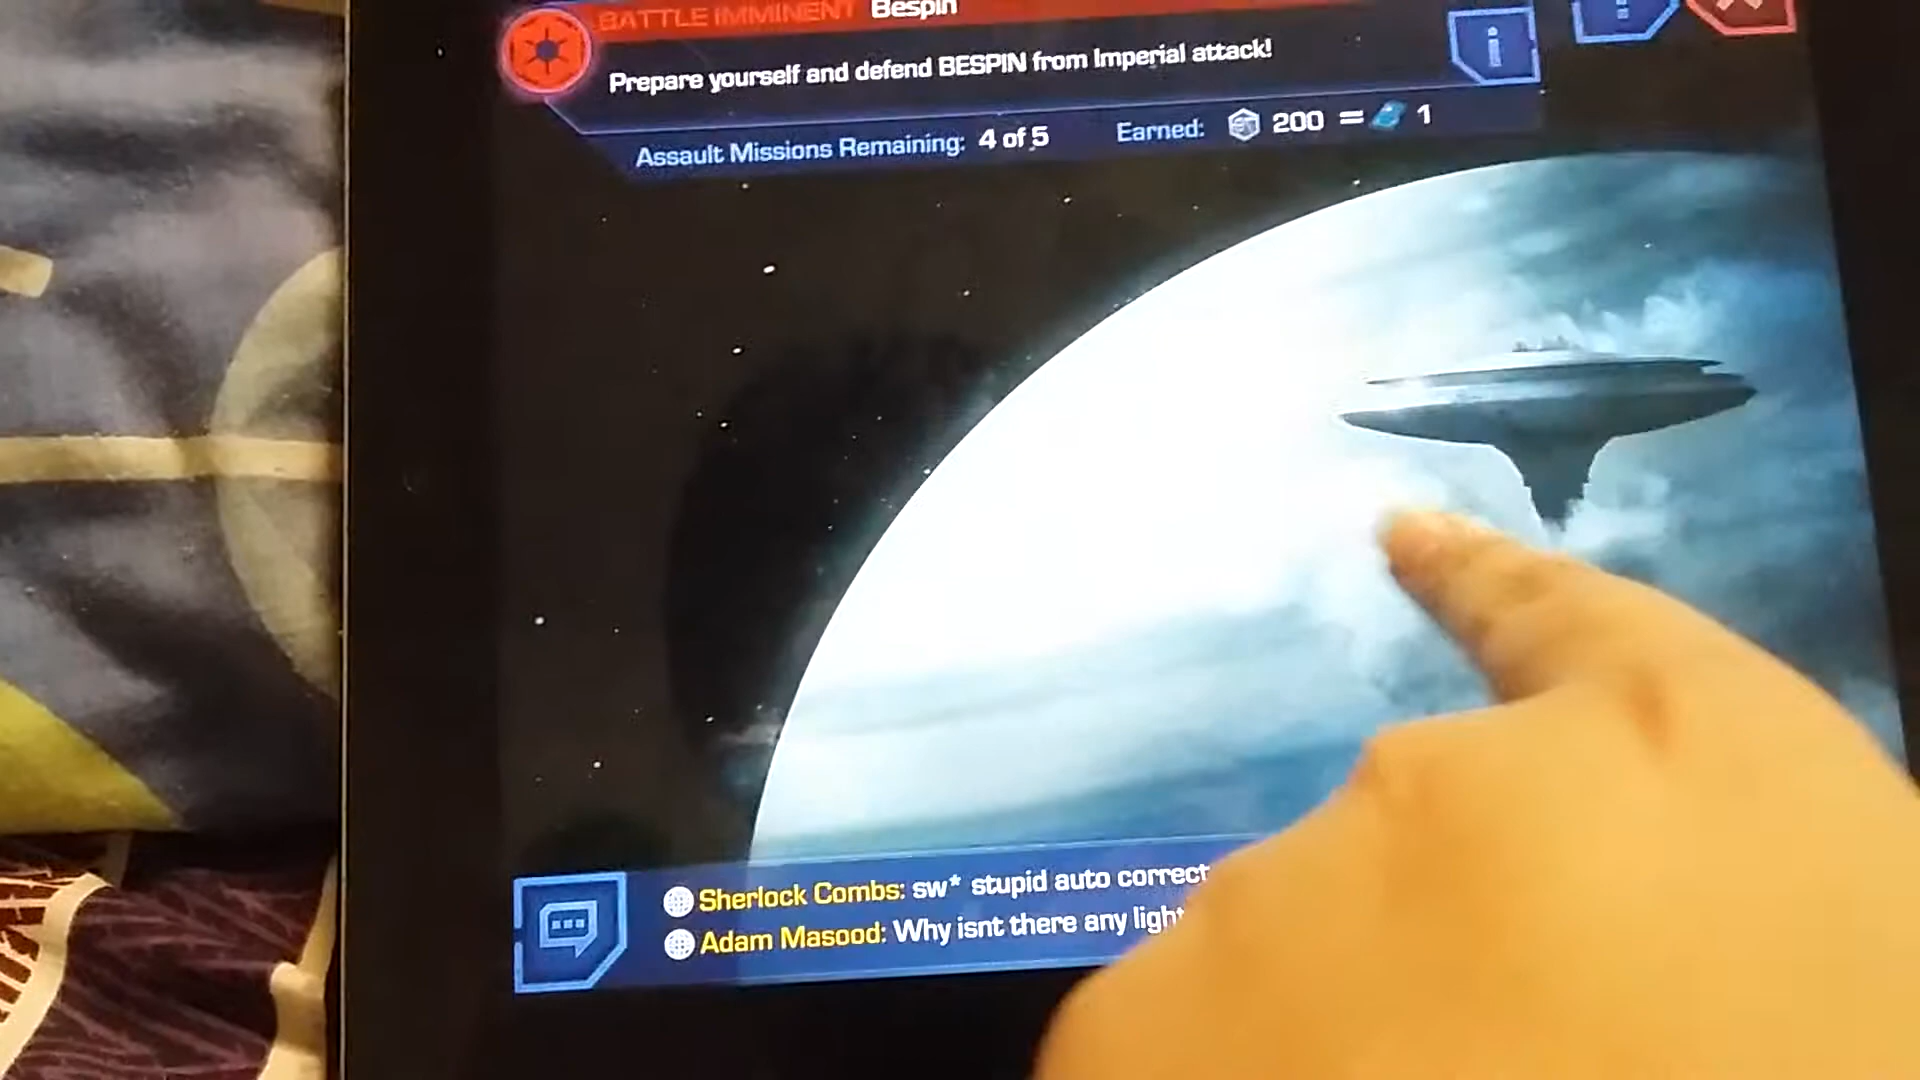 BATTLE IMMINENT Bespin
Prepare yourself and defend BESPIN from Imperial attack!
Assault Missions Remaining: 4 of 5 Earned: 200 = 1
Sherlock Combs: sw* stupid auto correct
Adam Masood: Why isnt there any light